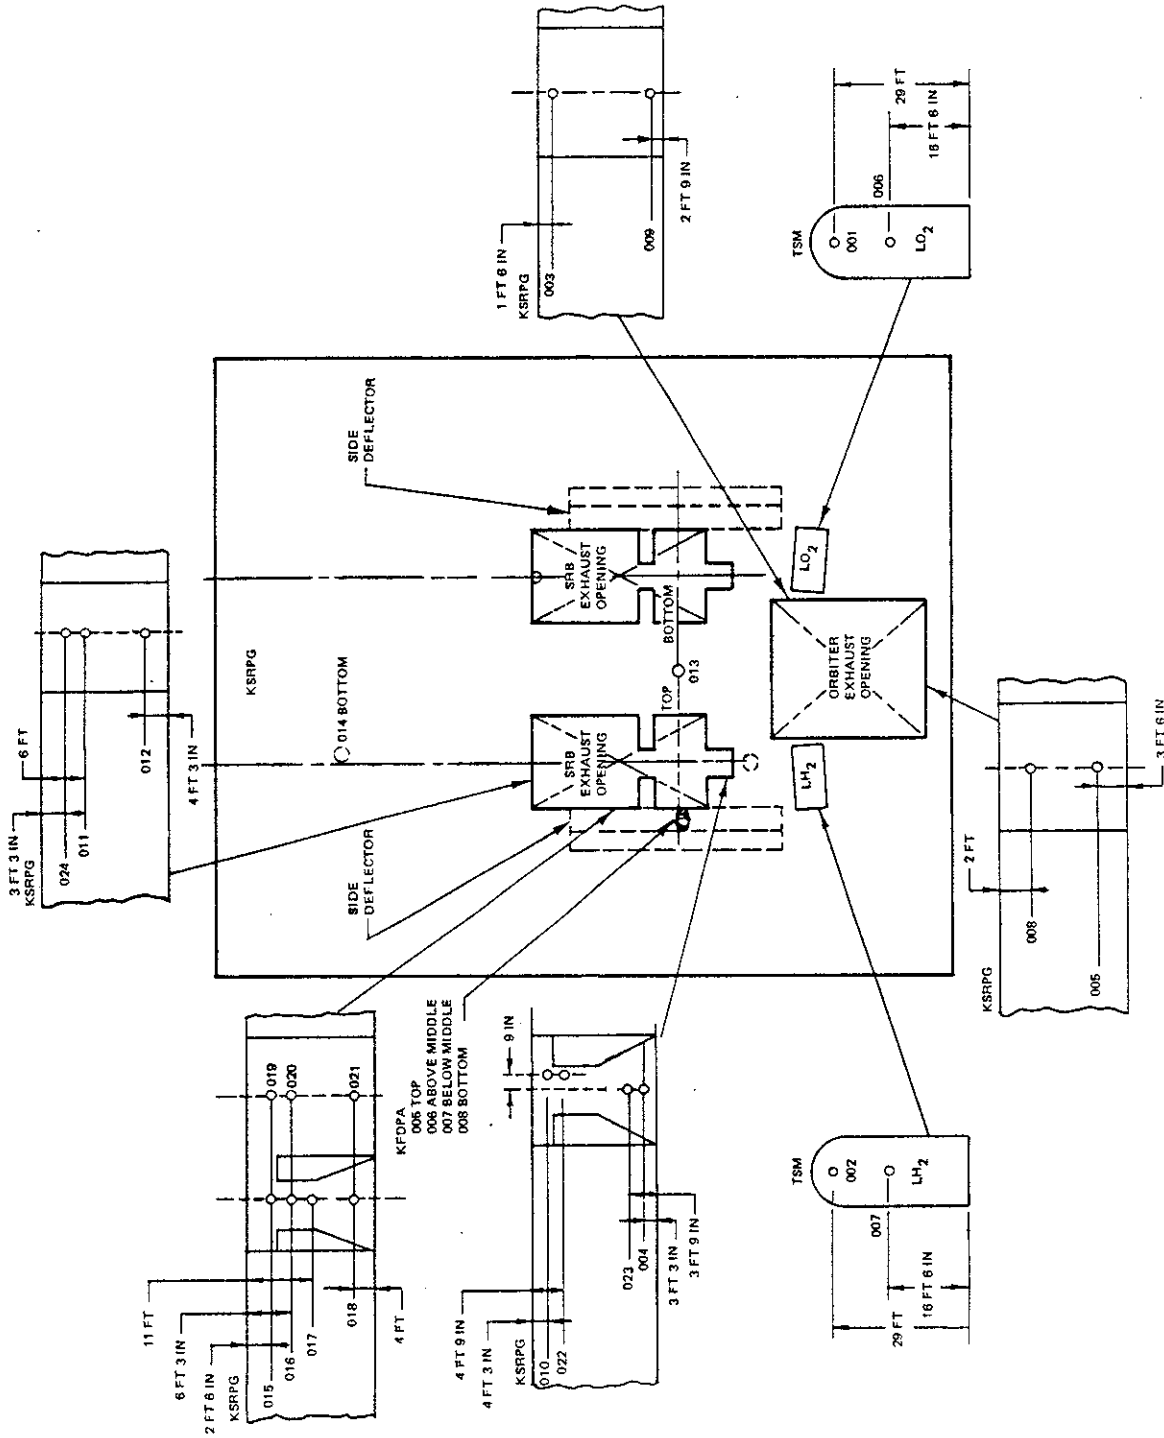 3 FT 3 IN
6 FT
KSRPG
024
011
012
4 FT 3 IN
1 FT 6 IN
KSRPG
003
009
2 FT 9 IN
KSRPG
014 BOTTOM
SIDE
DEFLECTOR
SIDE
DEFLECTOR
SRB
EXHAUST
OPENING
SRB
EXHAUST
OPENING
TOP
BOTTOM
013
ORBITER
EXHAUST
OPENING
LH2
LO2
TSM
001
006
LO2
29 FT
16 FT 6 IN
11 FT
6 FT 3 IN
2 FT 6 IN
KSRPG
015
016
017
018
4 FT
019
020
021
KFDPA
005 TOP
006 ABOVE MIDDLE
007 BELOW MIDDLE
008 BOTTOM
9 IN
4 FT 9 IN
4 FT 3 IN
KSRPG
010
022
023
004
3 FT 3 IN
3 FT 9 IN
TSM
002
007
LH2
29 FT
16 FT 6 IN
2 FT
KSRPG
008
005
3 FT 6 IN